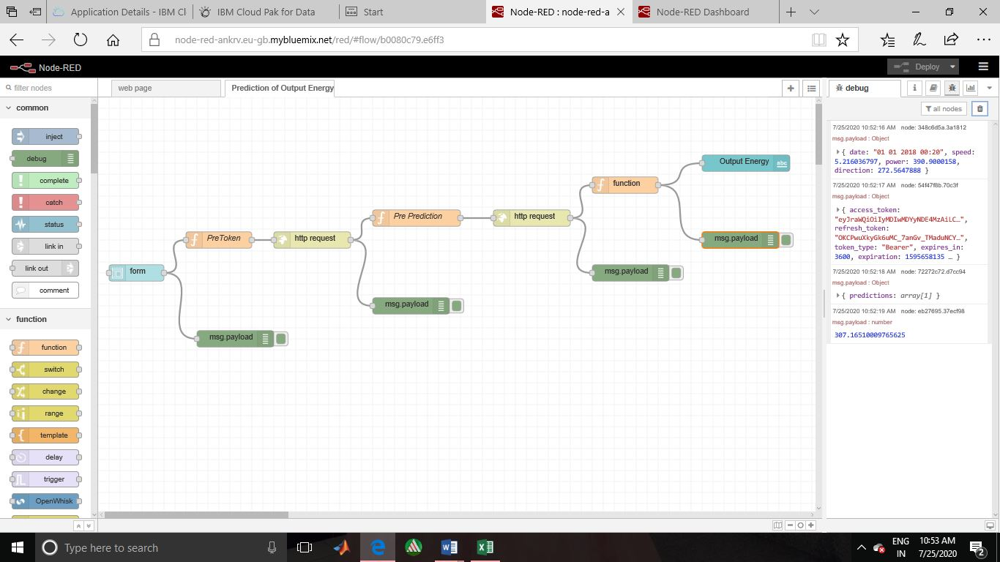 Application Details - IBM Cl
IBM Cloud Pak for Data
Start
Node-RED : node-red-a
Node-RED Dashboard
node-red-ankrv.eu-gb.mybluemix.net/red/#flow/b0080c79.e6ff3
Node-RED
Deploy
filter nodes
web page
Prediction of Output Energy
debug
all nodes
common
inject
debug
complete
catch
status
link in
link out
comment
function
function
switch
change
range
template
delay
trigger
OpenWhisk
form
PreToken
http request
msg.payload
Pre Prediction
msg.payload
http request
function
msg.payload
Output Energy
abc
msg.payload
7/25/2020 10:52:16 AM node: 348c6d5a.3a1812
msg.payload : Object
{ date: "01 01 2018 00:20", speed:
5.216036797, power: 390.9000158,
direction: 272.5647888 }
7/25/2020 10:52:17 AM node: 54f47f8b.70c3f
msg.payload : Object
{ access_token:
"eyJraWQiOiIyMDIwMDYyNDE4MzAiLC…",
refresh_token:
"OKCPwuXkyGk6uMC_7anGv_TMaduNCY…",
token_type: "Bearer", expires_in:
3600, expiration: 1595658135 … }
7/25/2020 10:52:18 AM node: 72272c72.d7cc94
msg.payload : Object
{ predictions: array[1] }
7/25/2020 10:52:19 AM node: eb27695.37ecf98
msg.payload : number
307.16510009765625
Type here to search
ENG
IN
10:53 AM
7/25/2020
2